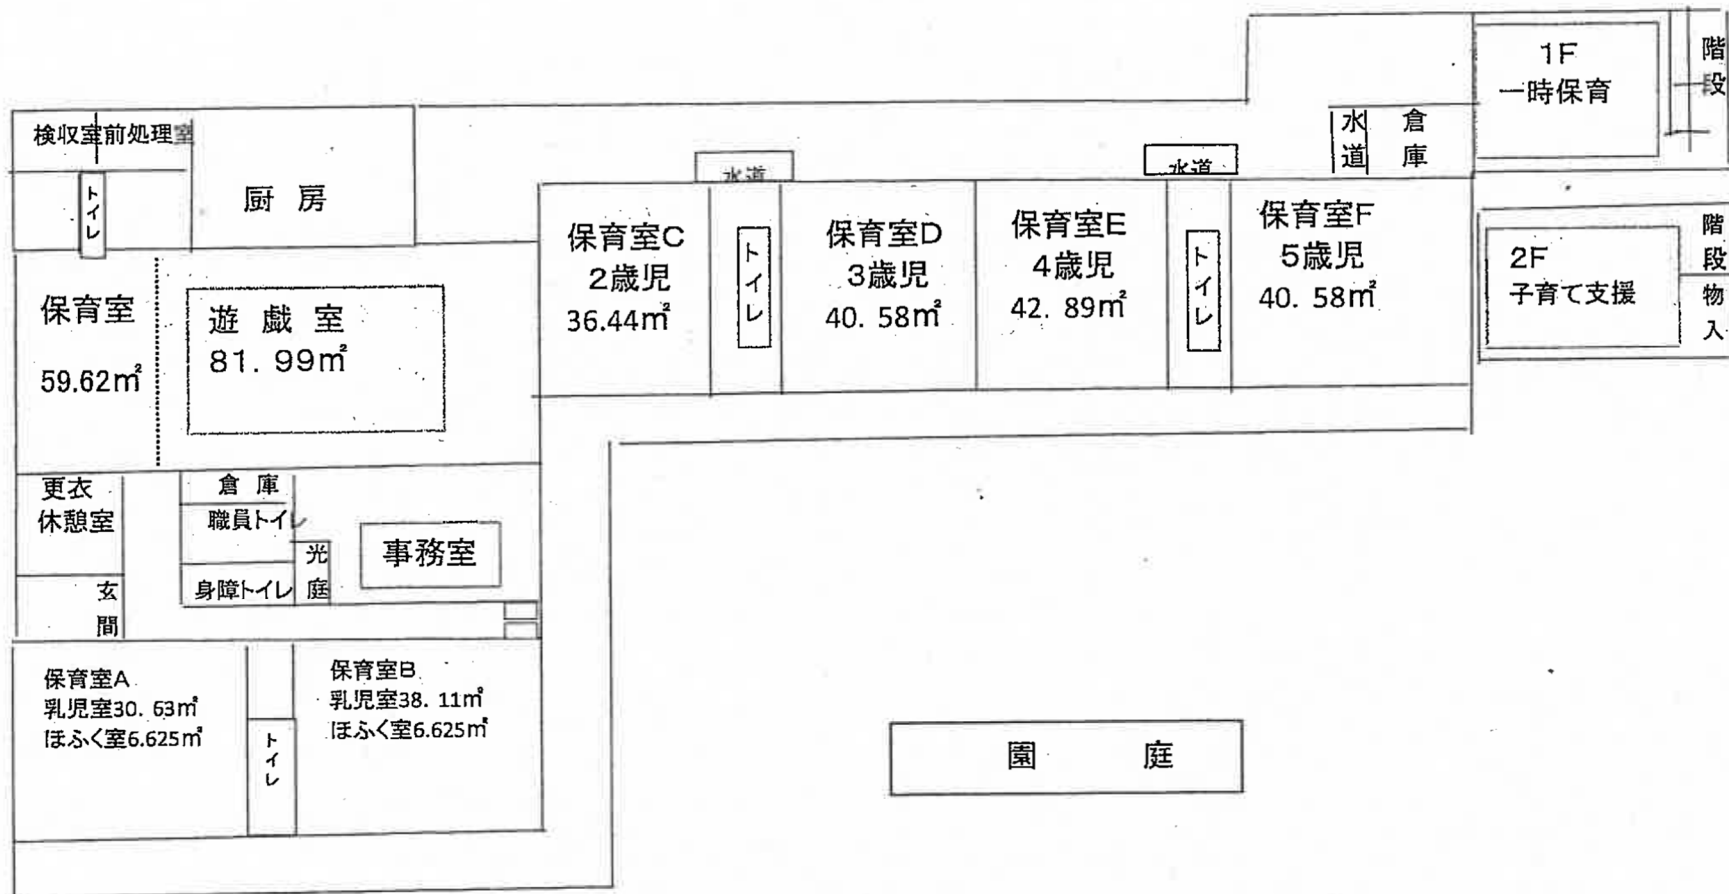 検収室前処理室
トイレ
厨 房
保育室
59.62㎡
遊 戯 室
81. 99㎡
水道
保育室C
2歳児
36.44㎡
トイレ
保育室D
3歳児
40. 58㎡
保育室E
4歳児
42. 89㎡
水道
トイレ
保育室F
5歳児
40. 58㎡
水道
倉庫
1F
一時保育
階段
2F
子育て支援
階段
物入
更衣
休憩室
玄間
倉 庫
職員トイレ
身障トイレ
光庭
事務室
保育室A
乳児室30. 63㎡
ほふく室6.625㎡
トイレ
保育室B
乳児室38. 11㎡
ほふく室6.625㎡
園 庭